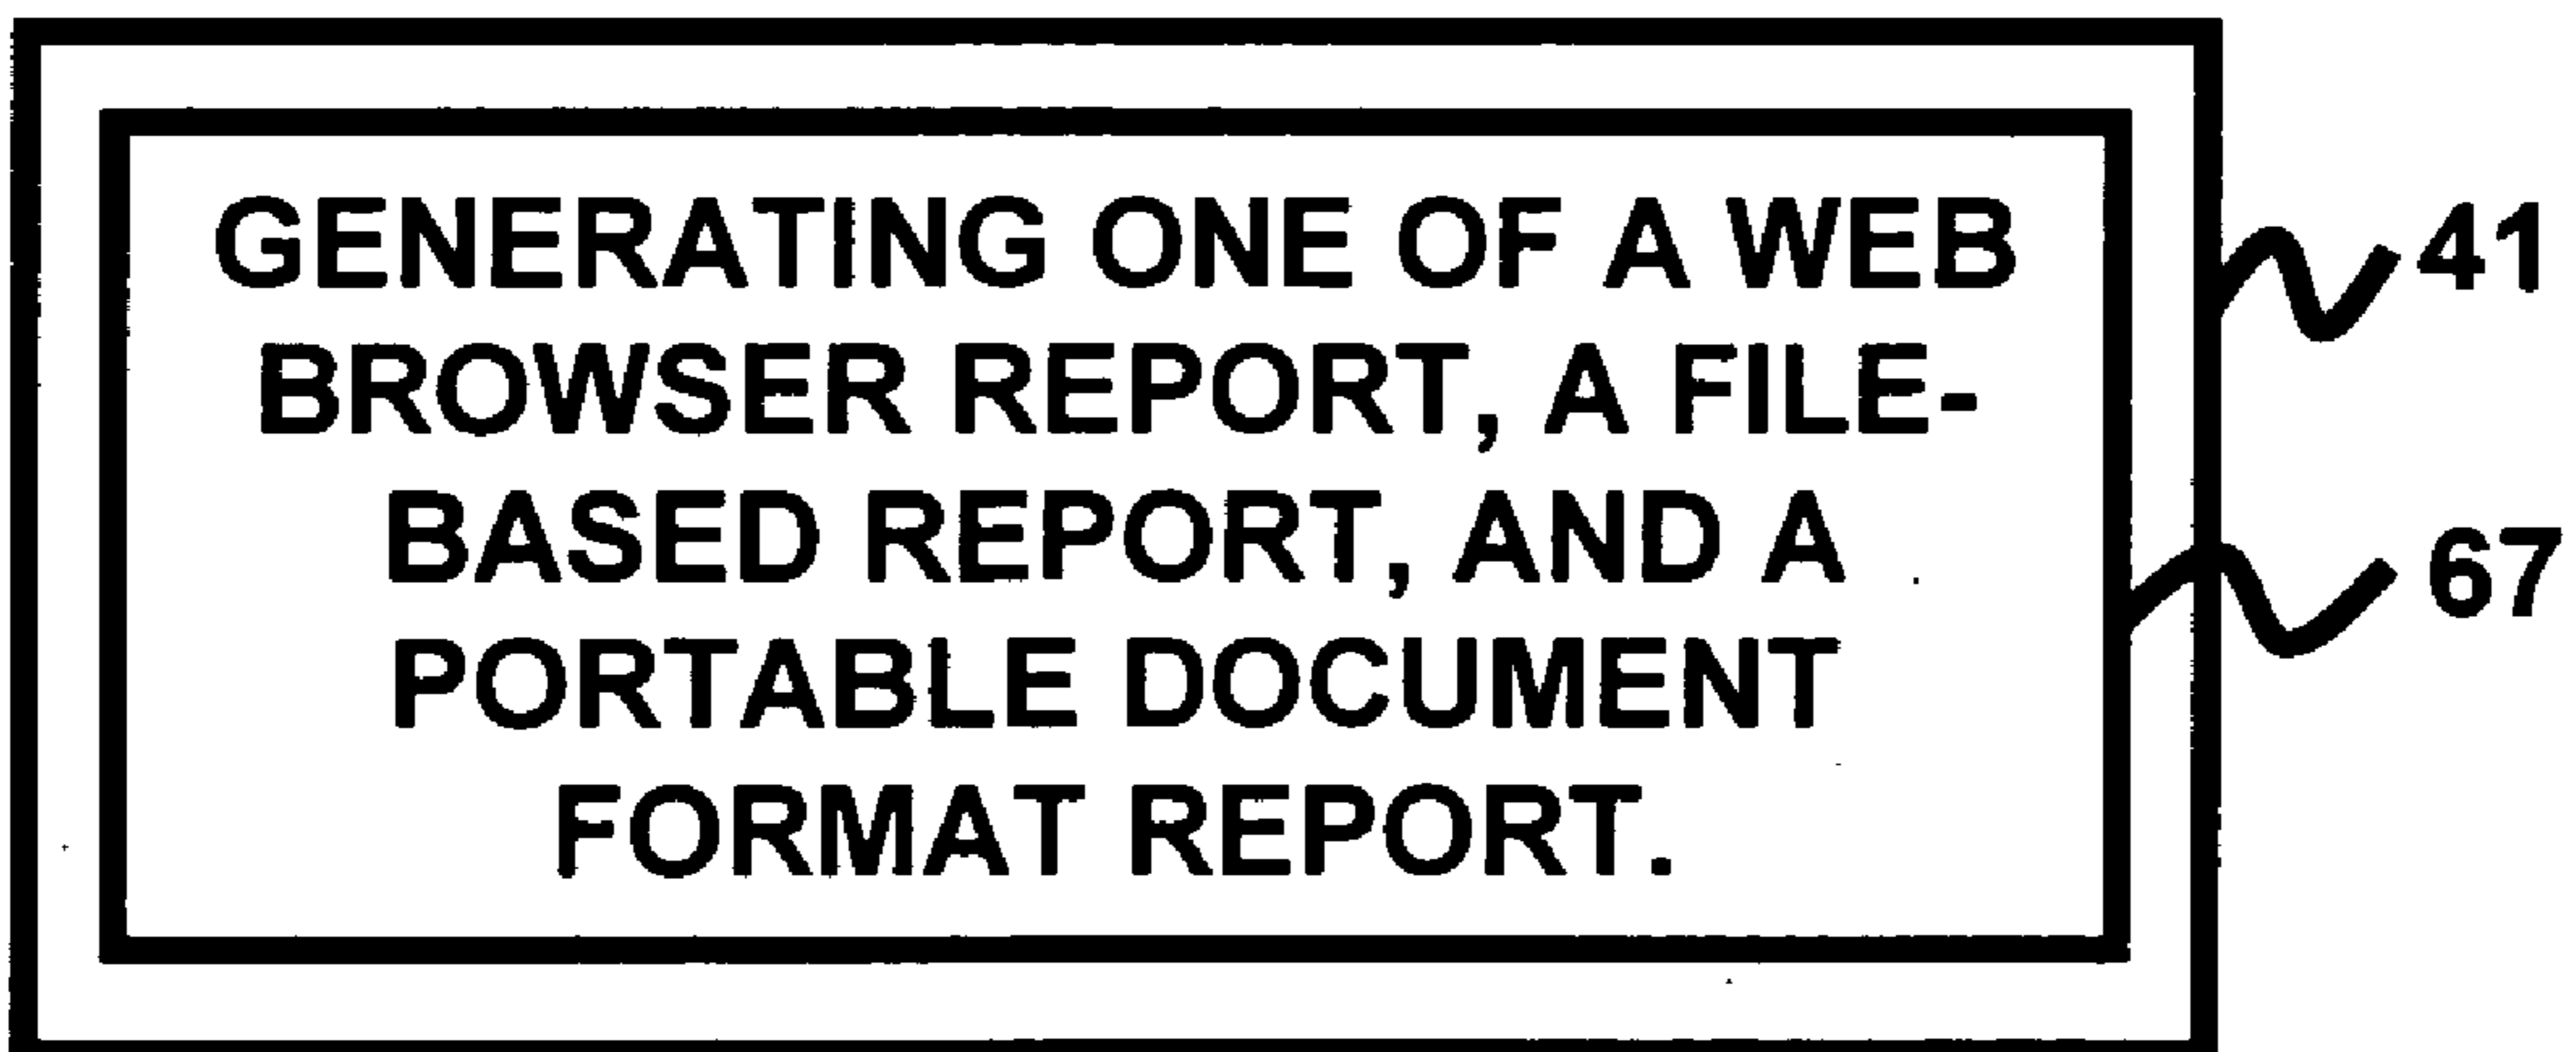 GENERATING ONE OF A WEB
BROWSER REPORT, A FILE-
BASED REPORT, AND A
PORTABLE DOCUMENT
FORMAT REPORT.
41
67